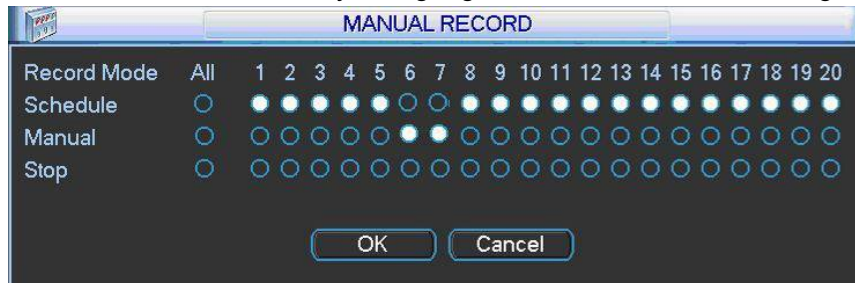 MANUAL RECORD
Record Mode All 1 2 3 4 5 6 7 8 9 10 11 12 13 14 15 16 17 18 19 20
Schedule
Manual
Stop
OK Cancel